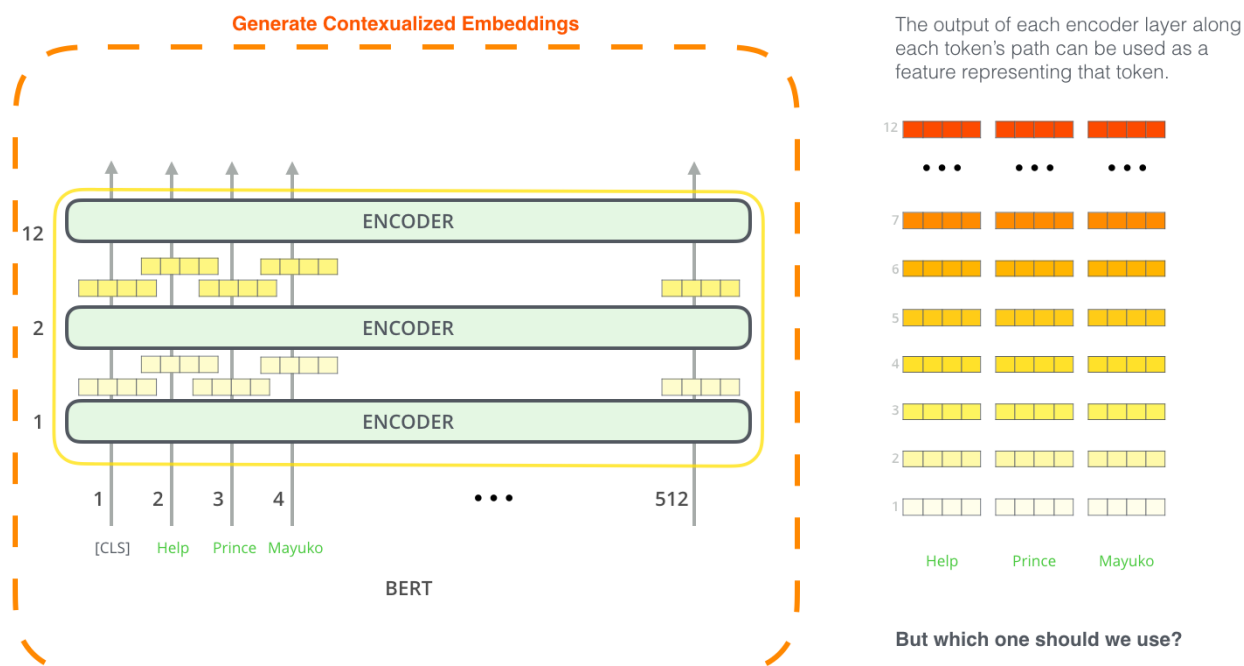 Generate Contexualized Embeddings
12
ENCODER
2
ENCODER
1
ENCODER
1 2 3 4 ••• 512
[CLS] Help Prince Mayuko
BERT
The output of each encoder layer along
each token's path can be used as a
feature representing that token.
12
••• ••• •••
7
6
5
4
3
2
1
Help Prince Mayuko
But which one should we use?